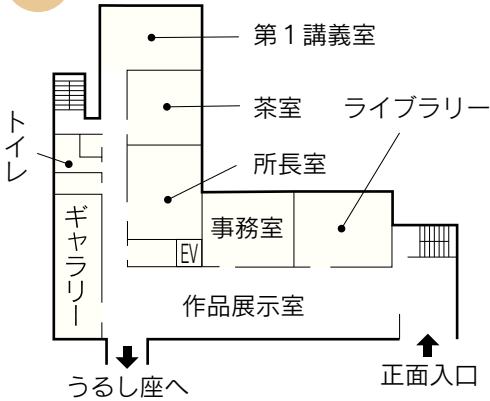 第1講義室
茶室
ライブラリー
トイレ
所長室
ギャラリー
事務室
EV
作品展示室
うるし座へ
正面入口